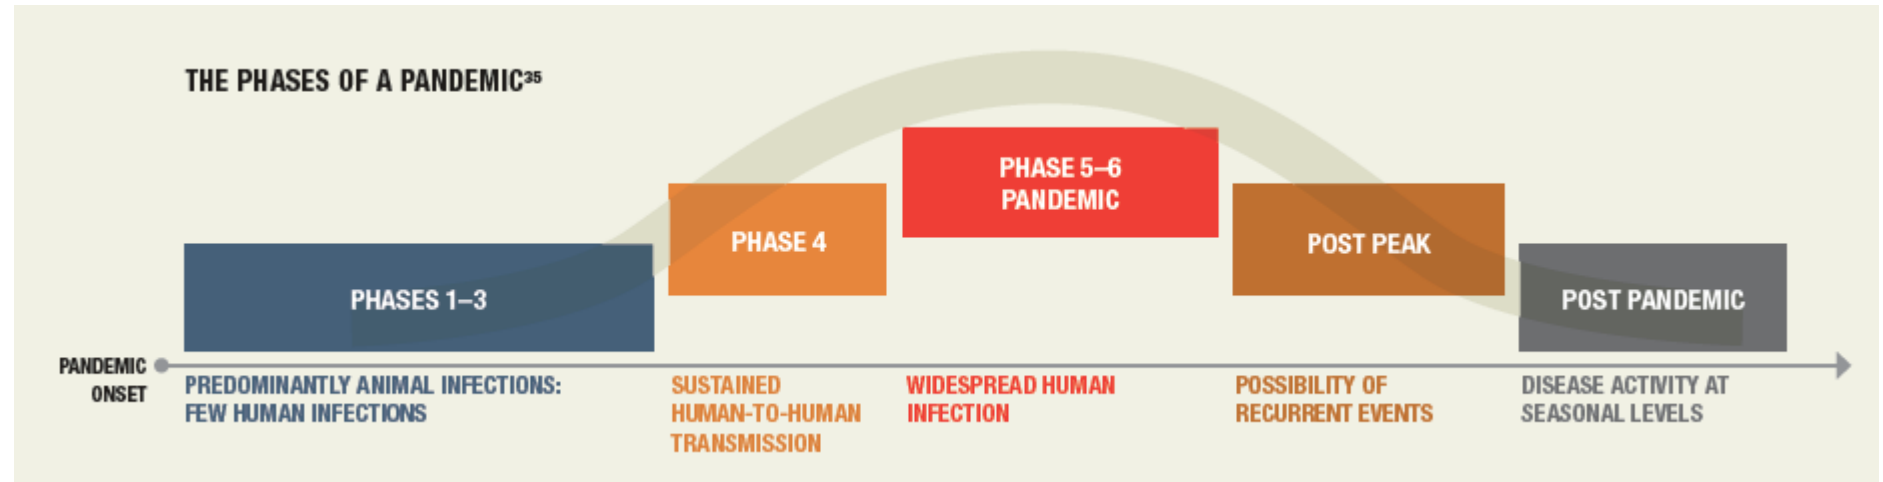 THE PHASES OF A PANDEMIC³⁵
PHASE 5–6
PANDEMIC
PHASE 4
POST PEAK
PHASES 1–3
POST PANDEMIC
PANDEMIC
ONSET
PREDOMINANTLY ANIMAL INFECTIONS:
FEW HUMAN INFECTIONS
SUSTAINED
HUMAN-TO-HUMAN
TRANSMISSION
WIDESPREAD HUMAN
INFECTION
POSSIBILITY OF
RECURRENT EVENTS
DISEASE ACTIVITY AT
SEASONAL LEVELS